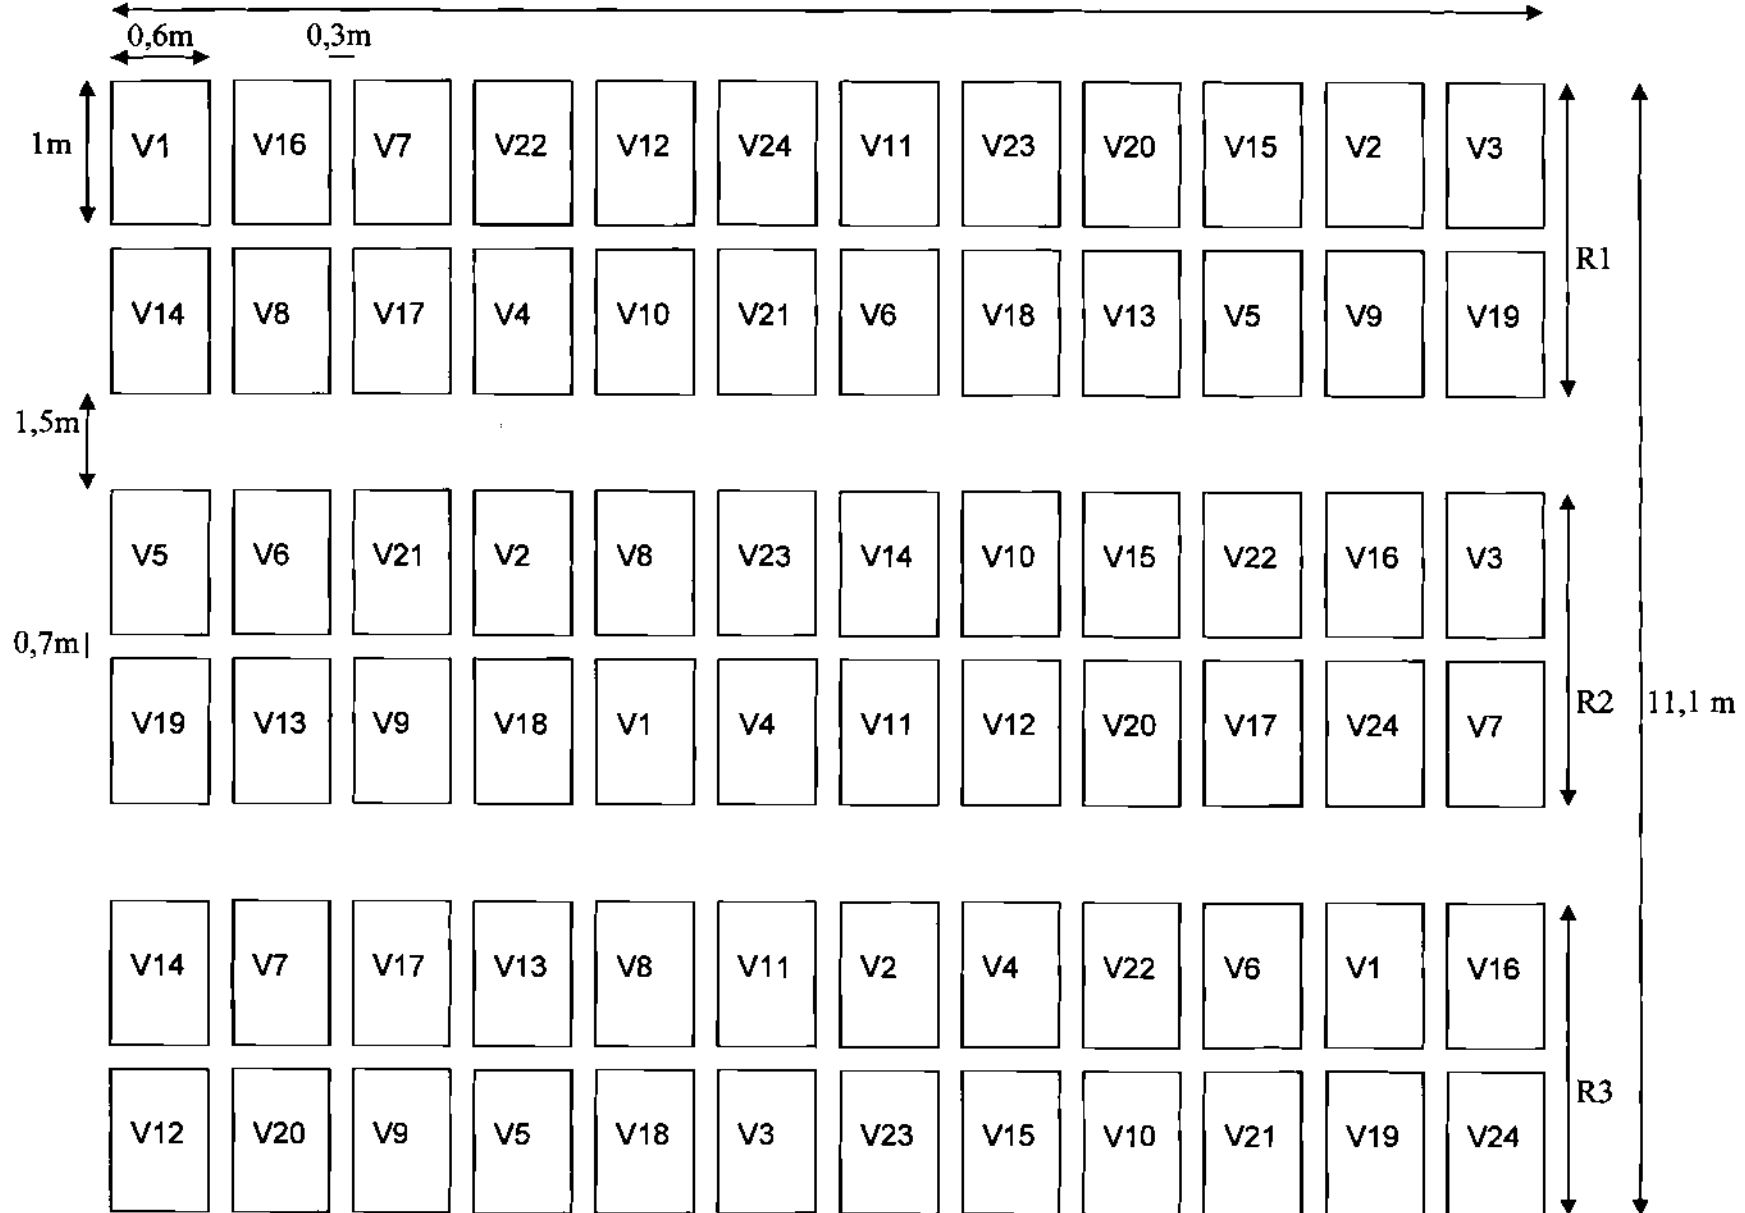 0,6m 0,3m
1m V1 V16 V7 V22 V12 V24 V11 V23 V20 V15 V2 V3
R1
V14 V8 V17 V4 V10 V21 V6 V18 V13 V5 V9 V19
1,5m
V5 V6 V21 V2 V8 V23 V14 V10 V15 V22 V16 V3
0,7m
V19 V13 V9 V18 V1 V4 V11 V12 V20 V17 V24 V7 R2 11,1 m
V14 V7 V17 V13 V8 V11 V2 V4 V22 V6 V1 V16
R3
V12 V20 V9 V5 V18 V3 V23 V15 V10 V21 V19 V24